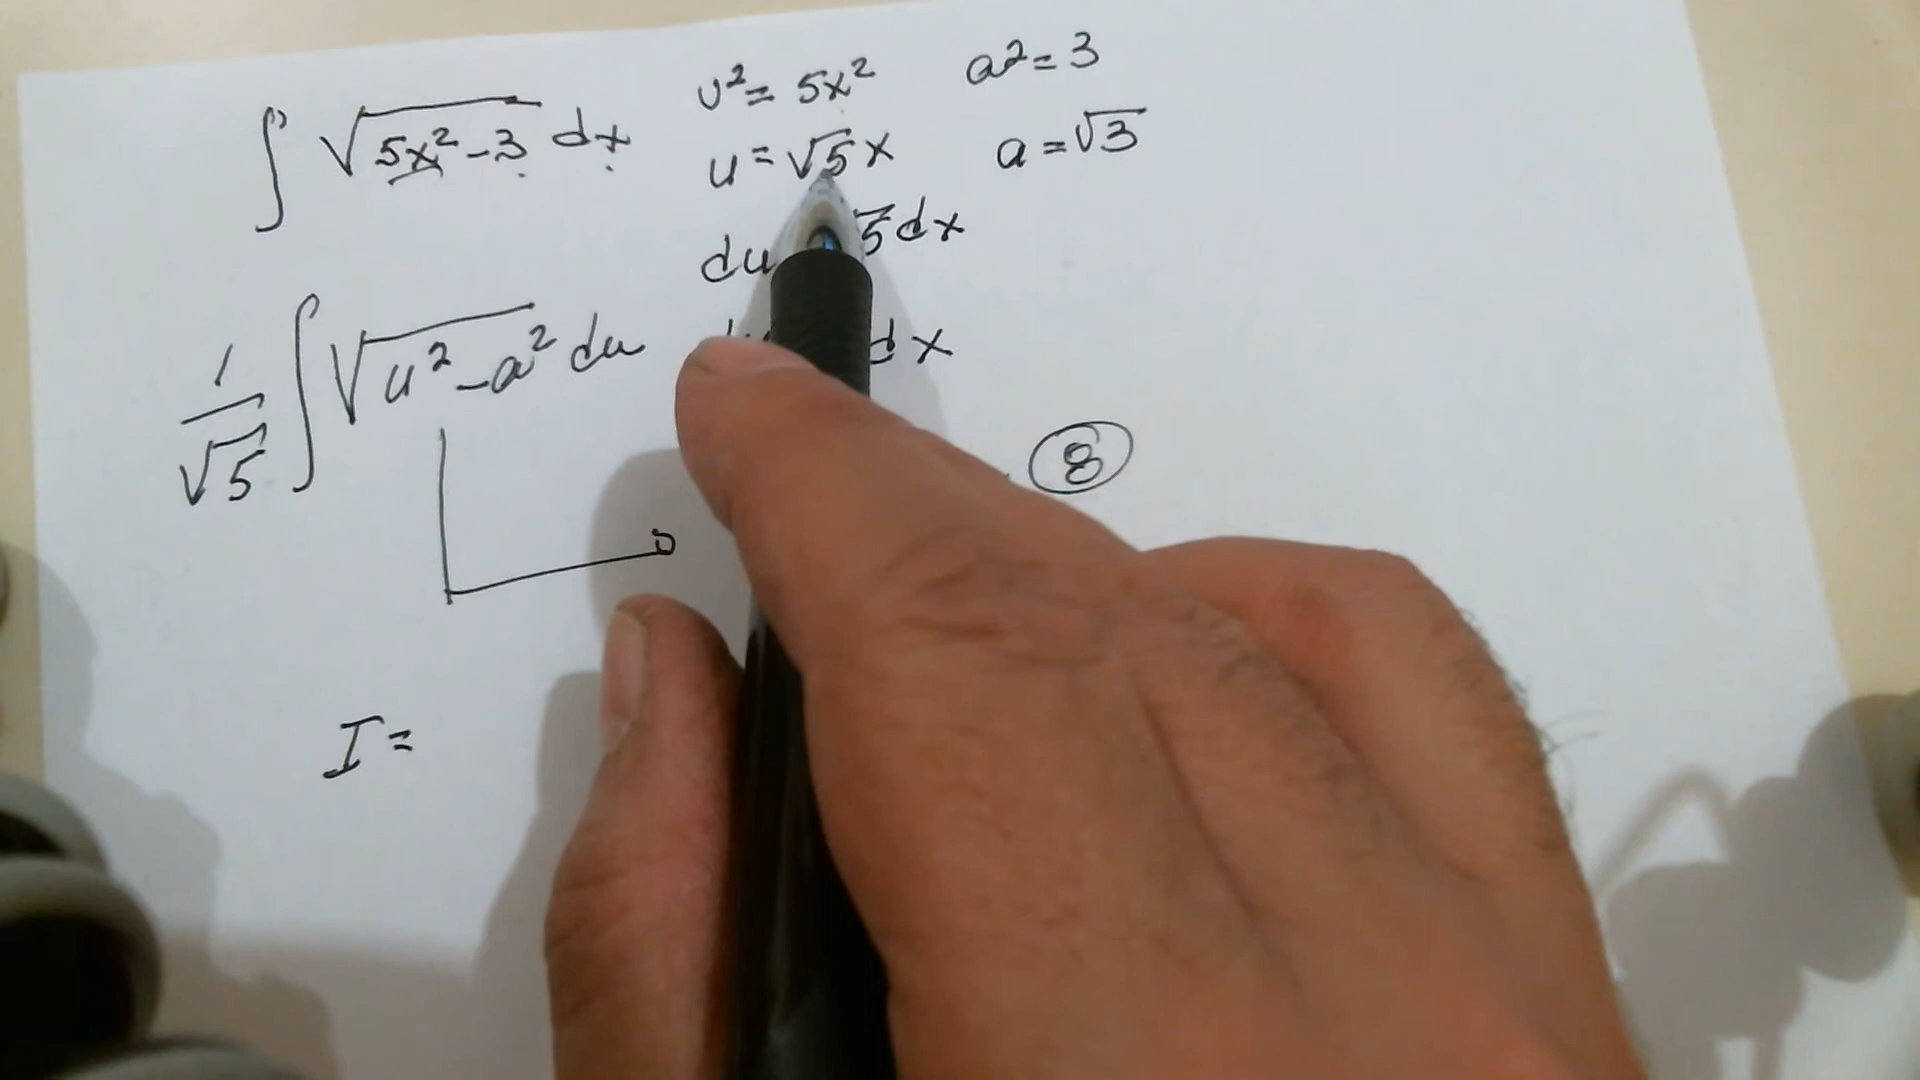 ∫ √5x² - 3 dx
u² = 5x²
a² = 3
u = √5 x
a = √3
du 5 dx
1/√5 ∫ √u² - a² du
dx
8
I =